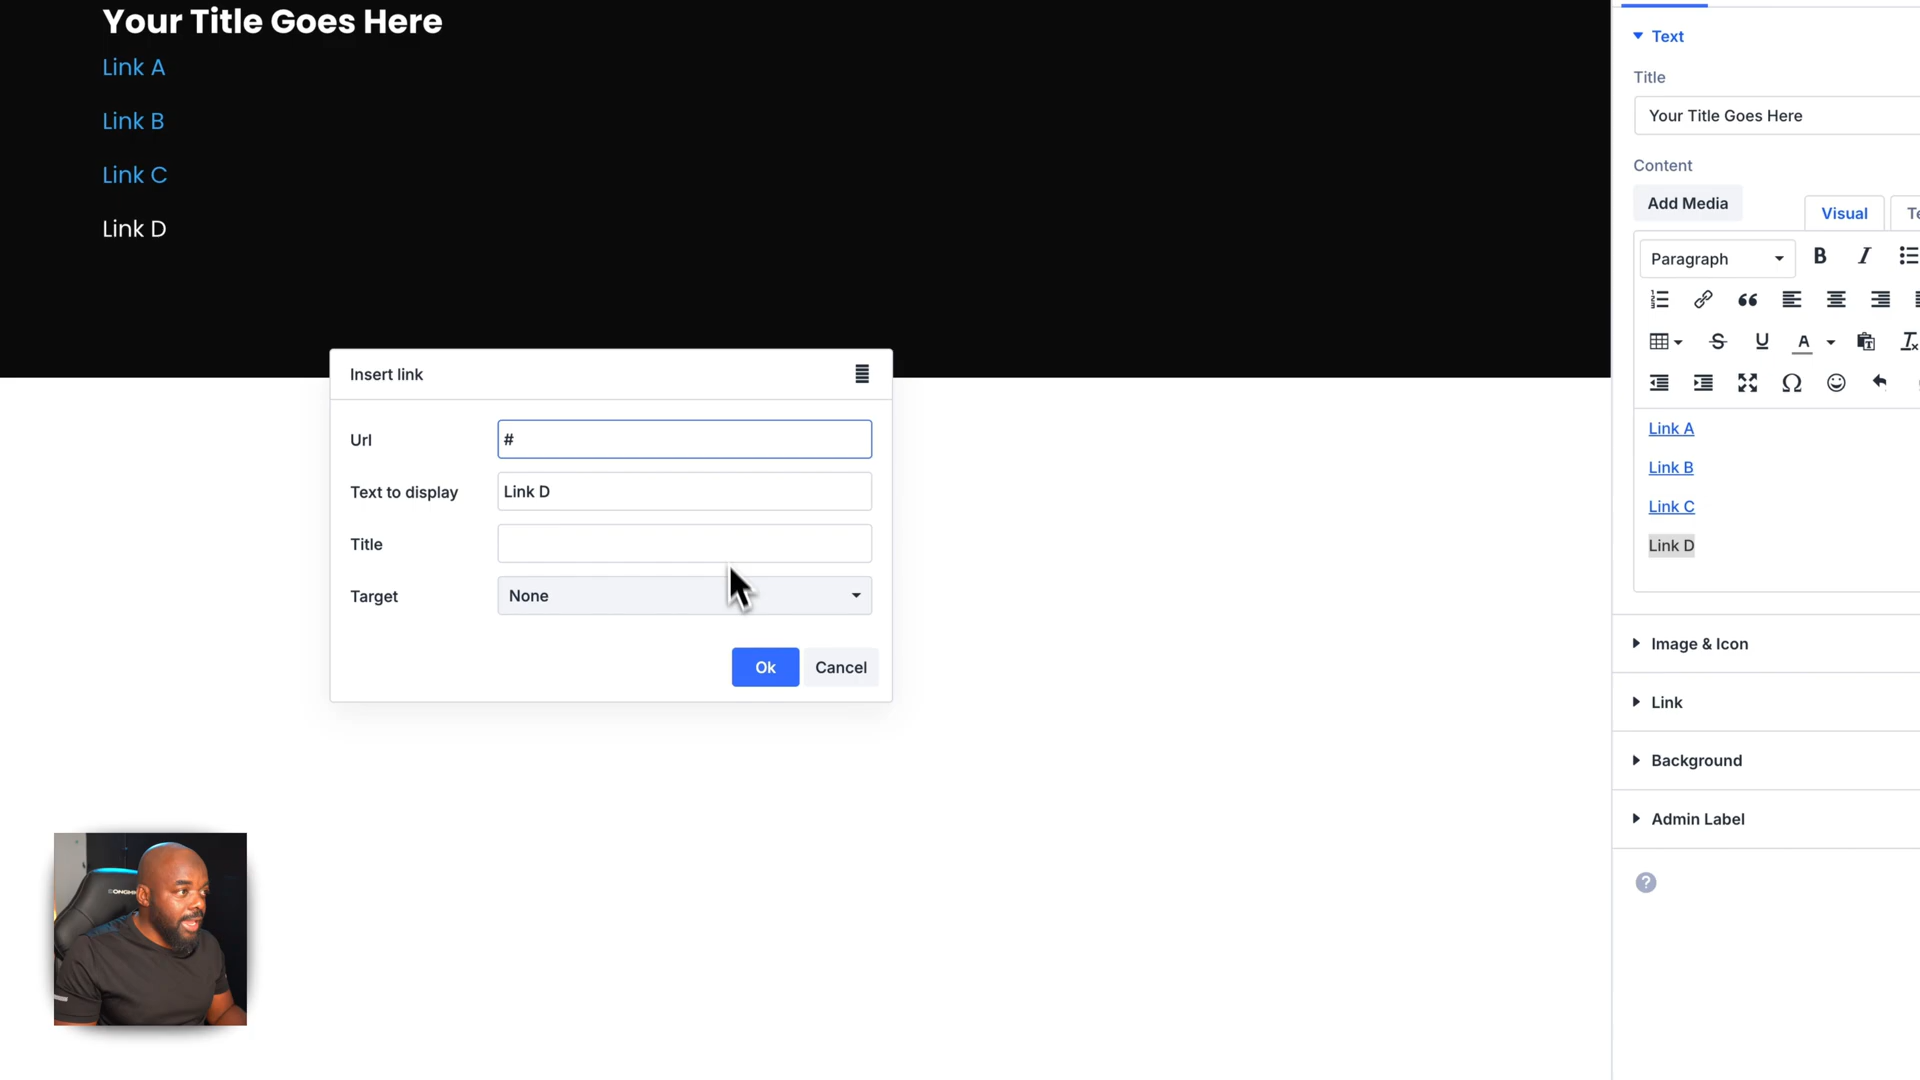 Your Title Goes Here
Link A
Link B
Link C
Link D
Insert link
Url
#
Text to display
Link D
Title
Target
None
Ok
Cancel
Text
Title
Your Title Goes Here
Content
Add Media
Visual
Paragraph
B
I
A
Link A
Link B
Link C
Link D
Image & Icon
Link
Background
Admin Label
?